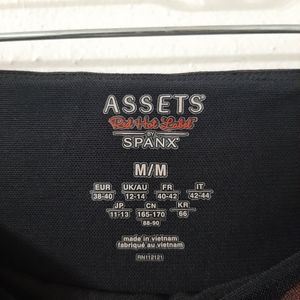 ASSETS
Red Hot Label
BY
SPANX
M/M
EUR UK/AU FR IT
38-40 12-14 40-42 42-44
JP CN KR
11-13 165-170 66
88-90
made in vietnam
fabriqué au vietnam
RN112121